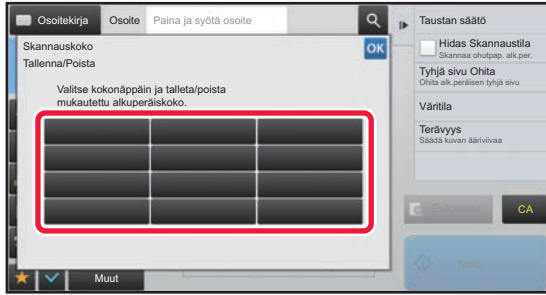 Osoitekirja
Osoite
Paina ja syötä osoite
Skannauskoko
Tallenna/Poista
OK
Valitse kokonäppäin ja talleta/poista
mukautettu alkuperäiskoko.
Muut
Taustan säätö
Hidas Skannaustila
Skannaa ohutpap. alk.per.
Tyhjä sivu Ohita
Ohita alk.peräisen tyhjä sivu
Väritila
Terävyys
Säädä kuvan ääriviivaa
CA